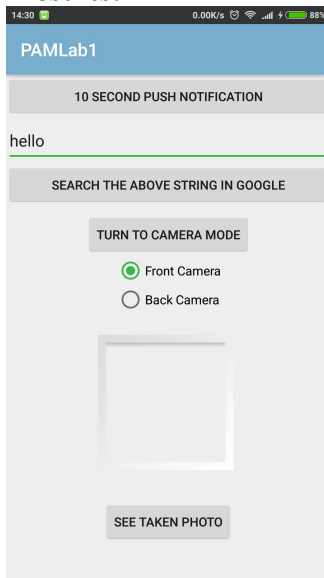 14:30 0.00K/s 88%
PAMLab1
10 SECOND PUSH NOTIFICATION
hello
SEARCH THE ABOVE STRING IN GOOGLE
TURN TO CAMERA MODE
Front Camera
Back Camera
SEE TAKEN PHOTO